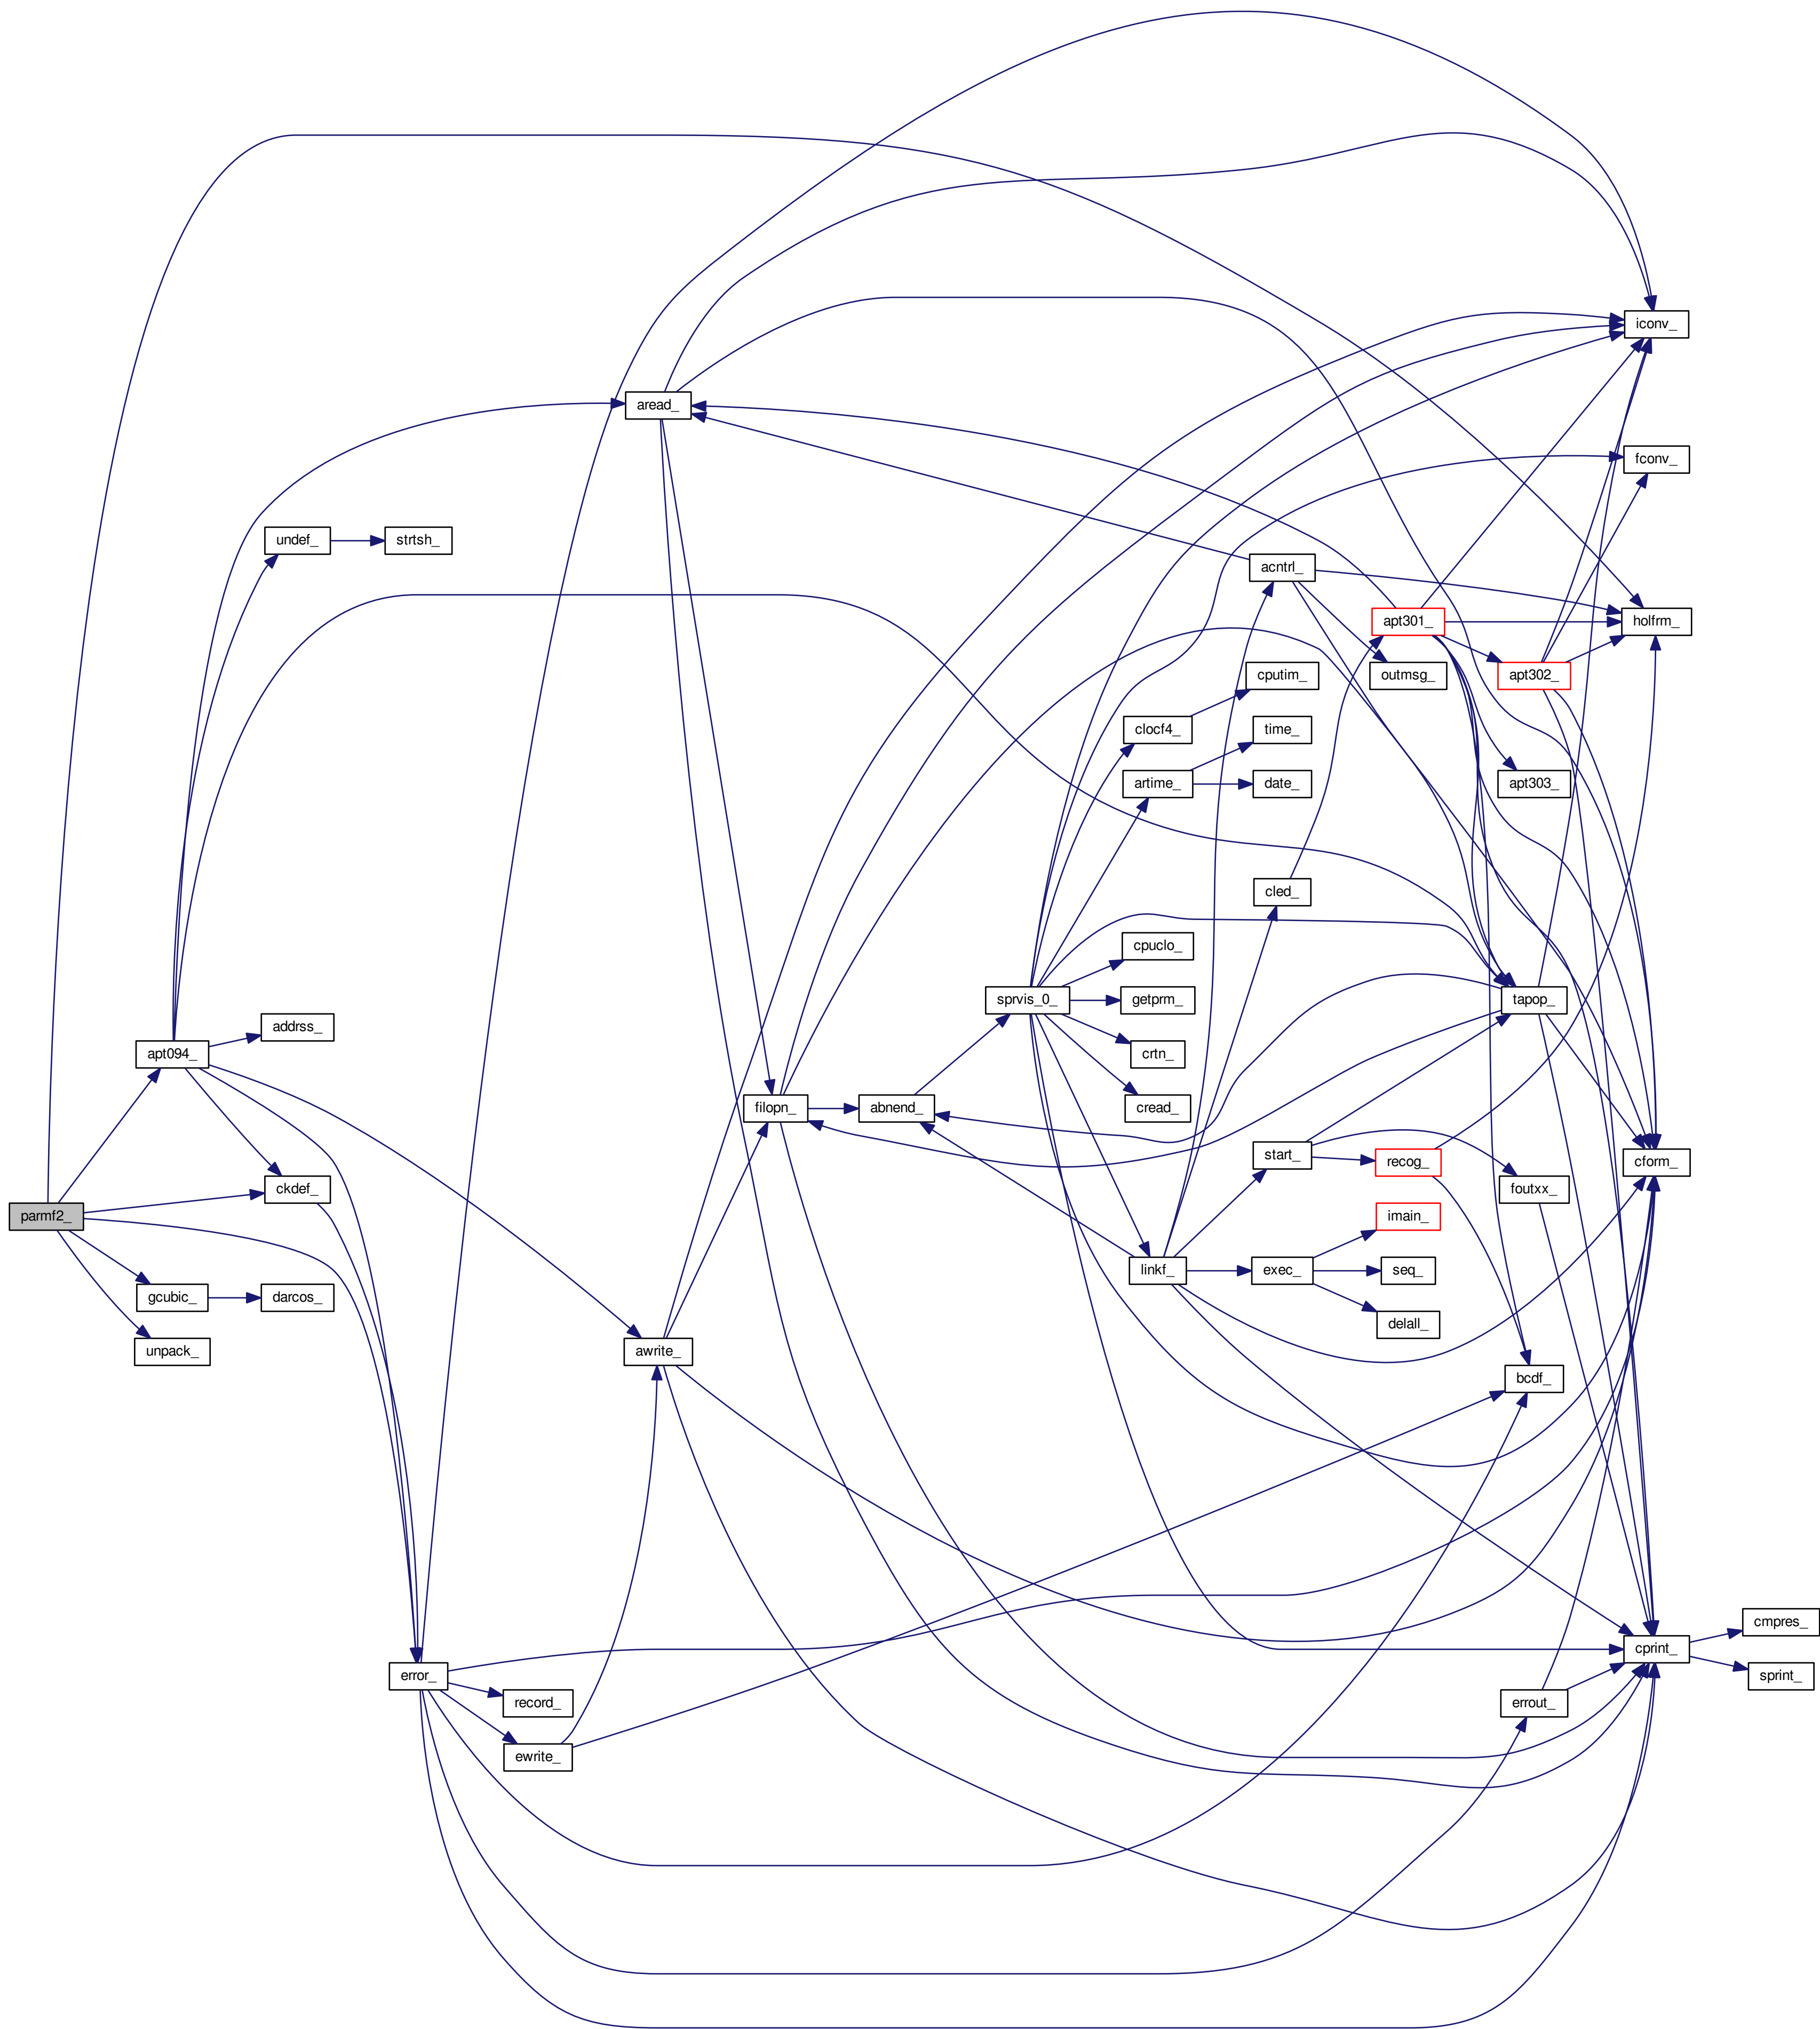 iconv_
aread_
fconv_
undef_
strtsh_
acntrl_
apt301_
holfrm_
cputim_
outmsg_
apt302_
clocf4_
time_
artime_
date_
apt303_
cled_
cpuclo_
sprvis_0_
getprm_
tapop_
addrss_
apt094_
crtn_
filopn_
abnend_
cread_
start_
recog_
cform_
ckdef_
foutxx_
parmf2_
imain_
linkf_
exec_
seq_
gcubic_
darcos_
delall_
unpack_
awrite_
bcdf_
cmpres_
cprint_
error_
sprint_
record_
errout_
ewrite_